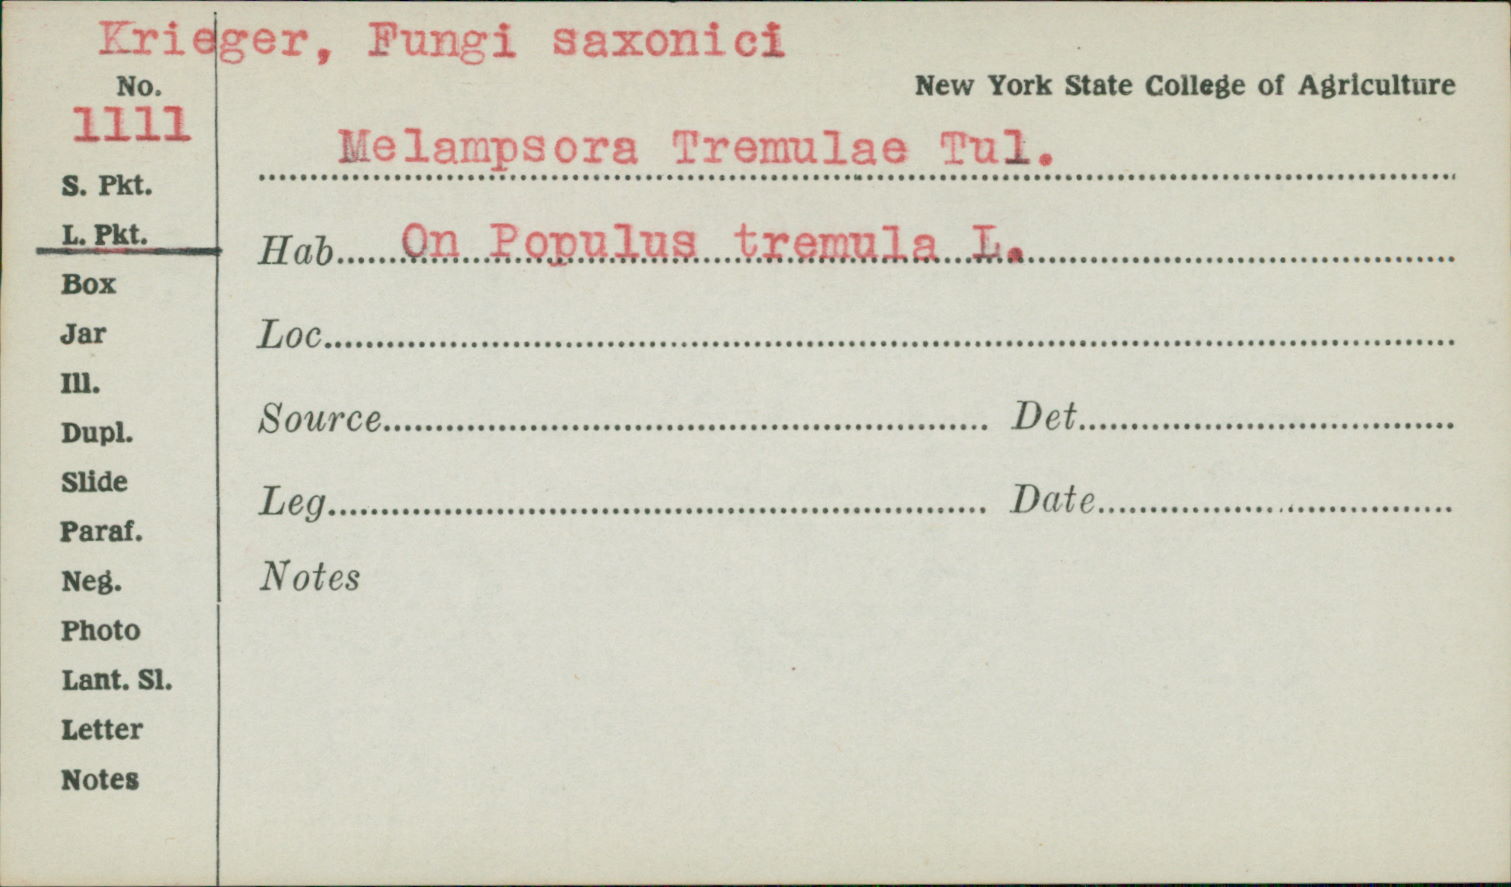 Krieger, Fungi saxonici
No.
New York State College of Agriculture
1111
Melampsora Tremulae Tul.
S. Pkt.
L. Pkt.
Hab. On Populus tremula L.
Box
Jar
Loc.
Ill.
Dupl.
Source Det.
Slide
Leg. Date
Paraf.
Neg.
Notes
Photo
Lant. Sl.
Letter
Notes